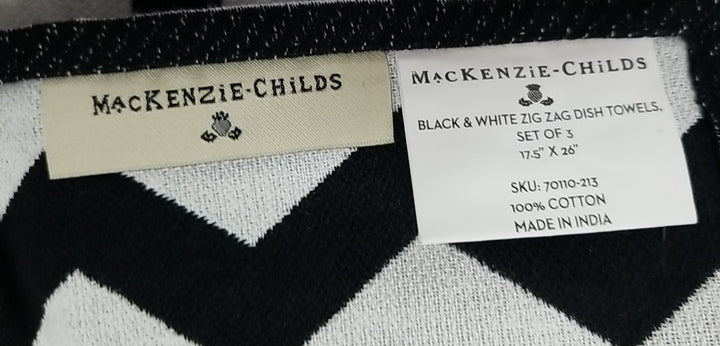 MacKENZiE-CHiLDS
MacKENZiE-CHiLDS
BLACK & WHITE ZIG ZAG DISH TOWELS,
SET OF 3
17.5" X 26"
SKU: 70110-213
100% COTTON
MADE IN INDIA